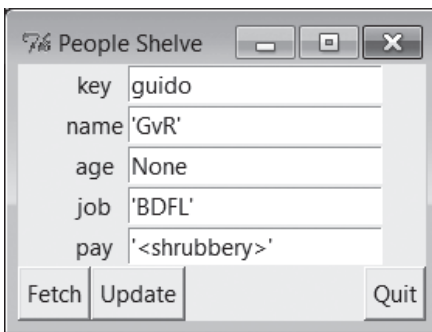 People Shelve
key guido
name 'GvR'
age None
job 'BDFL'
pay '<shrubbery>'
Fetch Update Quit